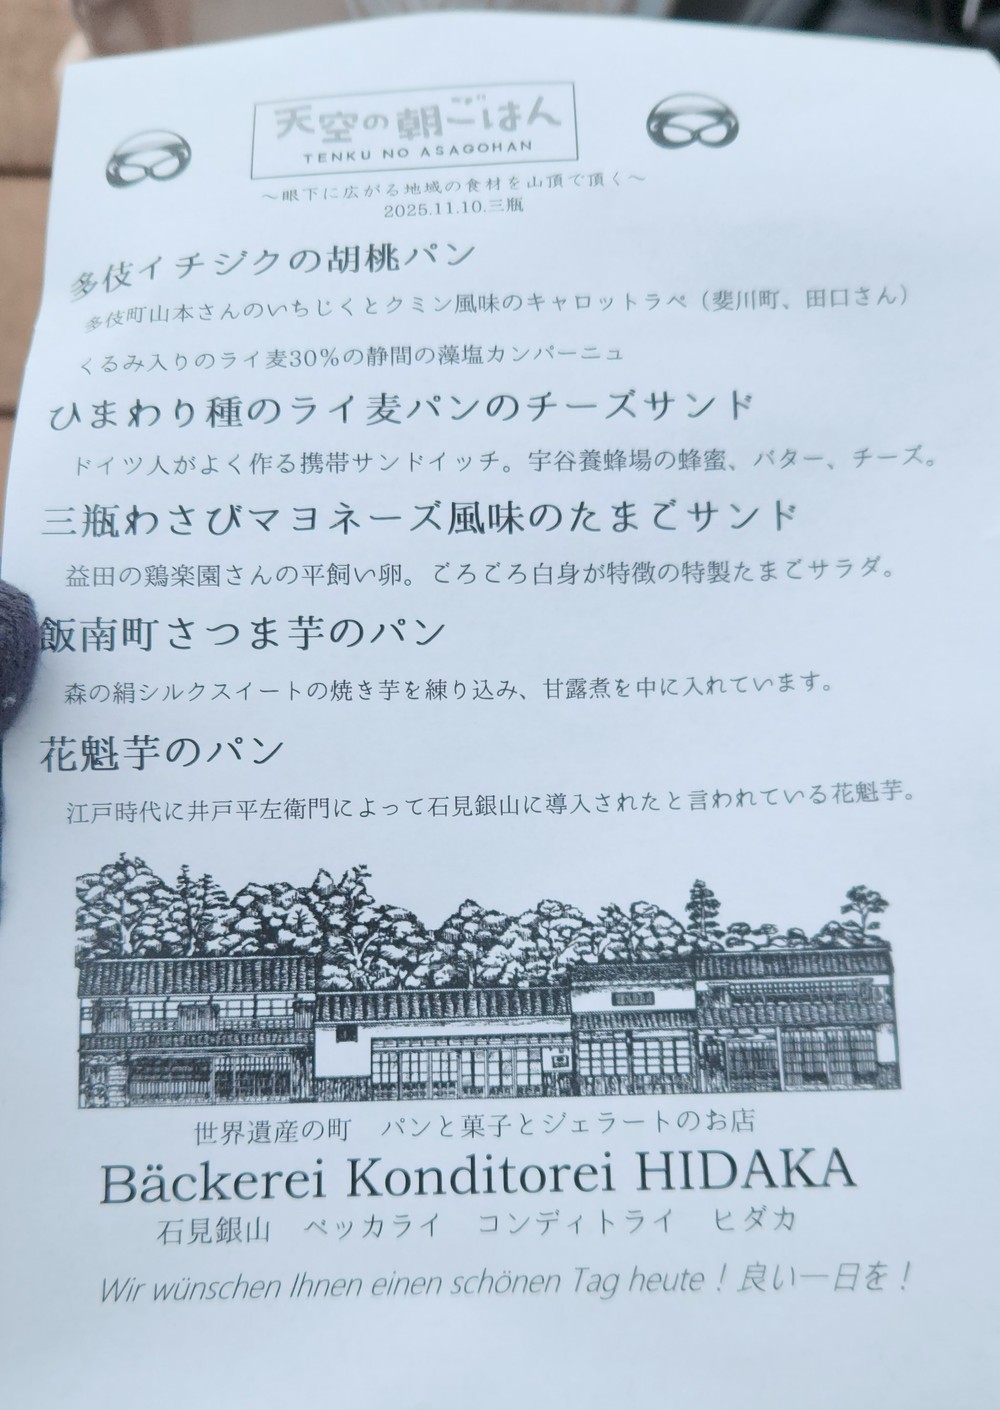 天空の朝ごはん
TENKU NO ASAGOHAN
～眼下に広がる地域の食材を山頂で頂く～
2025.11.10.三瓶
多伎イチジクの胡桃パン
多伎町山本さんのいちじくとクミン風味のキャロットラペ（斐川町、田口さん）
くるみ入りのライ麦30%の静間の藻塩カンパーニュ
ひまわり種のライ麦パンのチーズサンド
ドイツ人がよく作る携帯サンドイッチ。宇谷養蜂場の蜂蜜、バター、チーズ。
三瓶わさびマヨネーズ風味のたまごサンド
益田の鶏楽園さんの平飼い卵。ごろごろ白身が特徴の特製たまごサラダ。
飯南町さつま芋のパン
森の絹シルクスイートの焼き芋を練り込み、甘露煮を中に入れています。
花魁芋のパン
江戸時代に井戸平左衛門によって石見銀山に導入されたと言われている花魁芋。
世界遺産の町　パンと菓子とジェラートのお店
Bäckerei Konditorei HIDAKA
石見銀山　ベッカライ　コンディトライ　ヒダカ
Wir wünschen Ihnen einen schönen Tag heute！良い一日を！